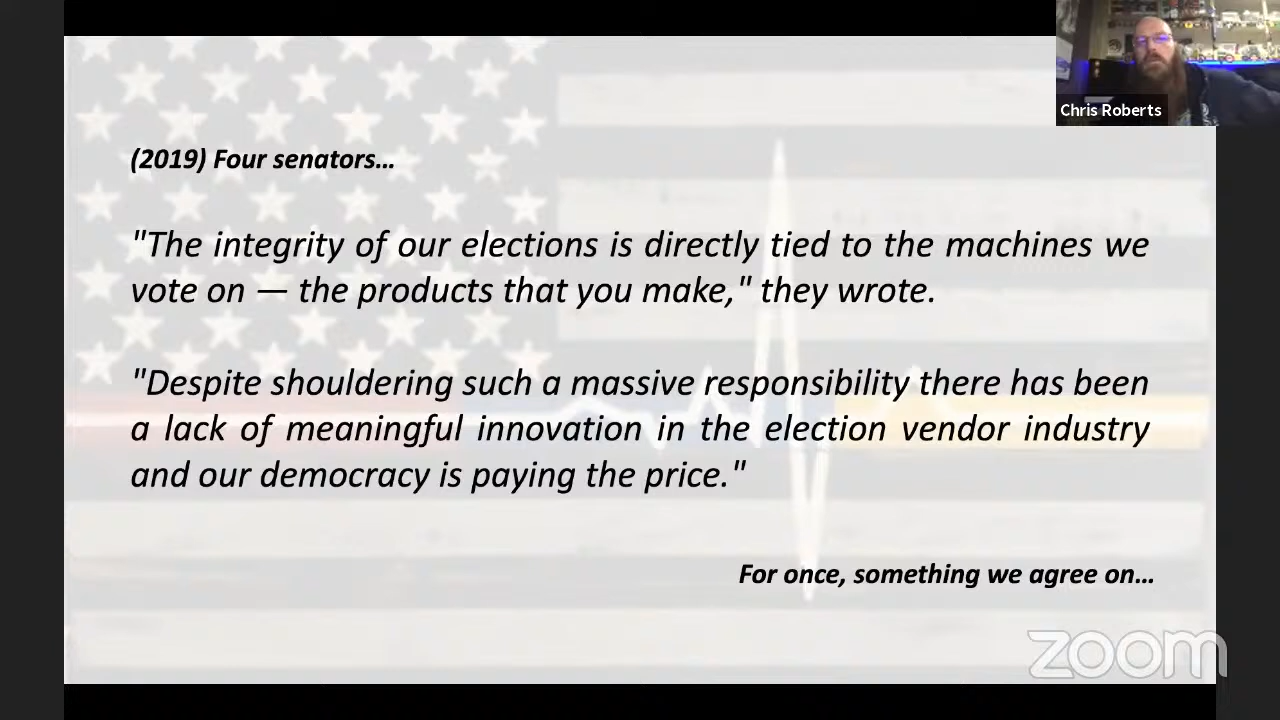 Chris Roberts
(2019) Four senators...
"The integrity of our elections is directly tied to the machines we
vote on — the products that you make," they wrote.
"Despite shouldering such a massive responsibility there has been
a lack of meaningful innovation in the election vendor industry
and our democracy is paying the price."
For once, something we agree on...
zoom